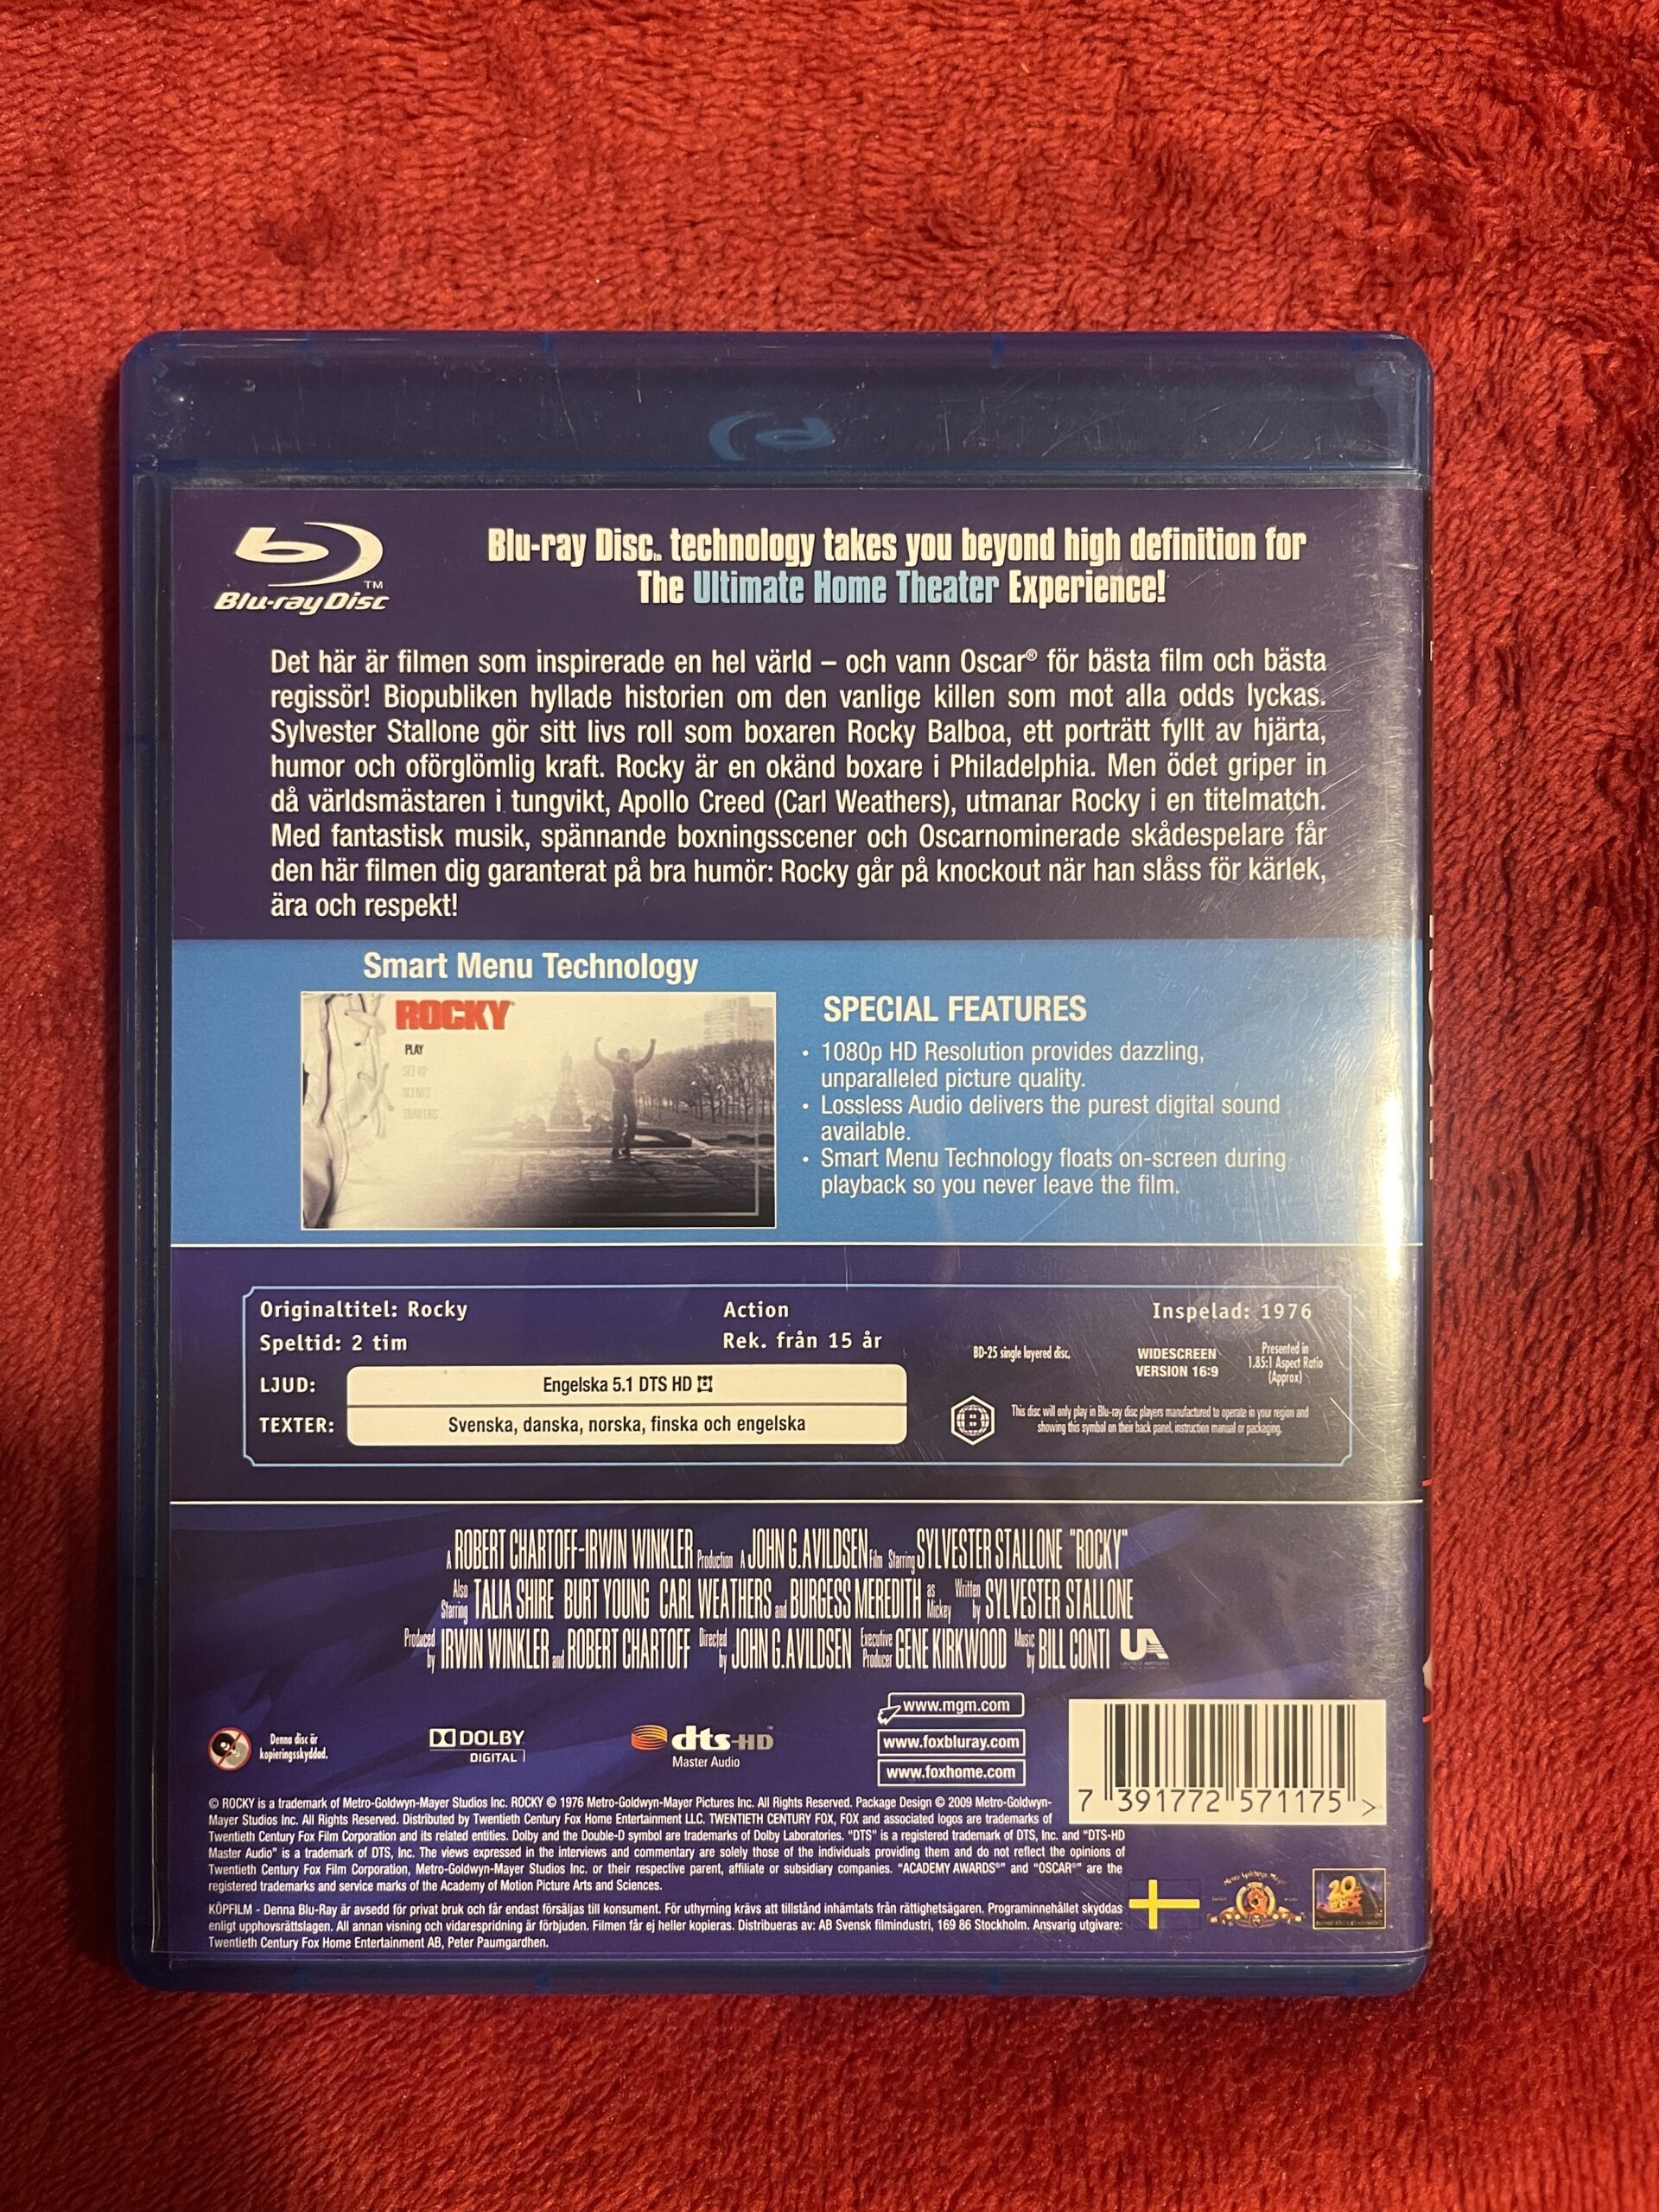 Blu-ray Disc™
Blu-ray Disc™ technology takes you beyond high definition for
The Ultimate Home Theater Experience!
Det här är filmen som inspirerade en hel värld – och vann Oscar® för bästa film och bästa
regissör! Biopubliken hyllade historien om den vanlige killen som mot alla odds lyckas.
Sylvester Stallone gör sitt livs roll som boxaren Rocky Balboa, ett porträtt fyllt av hjärta,
humor och oförglömlig kraft. Rocky är en okänd boxare i Philadelphia. Men ödet griper in
då världsmästaren i tungvikt, Apollo Creed (Carl Weathers), utmanar Rocky i en titelmatch.
Med fantastisk musik, spännande boxningsscener och Oscarnominerade skådespelare får
den här filmen dig garanterat på bra humör: Rocky går på knockout när han slåss för kärlek,
ära och respekt!
Smart Menu Technology
ROCKY
PLAY
SET UP
SCENES
TRAILERS
SPECIAL FEATURES
• 1080p HD Resolution provides dazzling,
unparalleled picture quality.
• Lossless Audio delivers the purest digital sound
available.
• Smart Menu Technology floats on-screen during
playback so you never leave the film.
Originaltitel: Rocky
Action
Inspelad: 1976
Speltid: 2 tim
Rek. från 15 år
BD-25 single layered disc.
WIDESCREEN
VERSION 16:9
Presented in
1.85:1 Aspect Ratio
(Approx)
LJUD:
Engelska 5.1 DTS HD
TEXTER:
Svenska, danska, norska, finska och engelska
B
This disc will only play in Blu-ray disc players manufactured to operate in your region and
showing this symbol on their back panel, instruction manual or packaging.
A ROBERT CHARTOFF-IRWIN WINKLER Production A JOHN G. AVILDSEN Film Starring SYLVESTER STALLONE "ROCKY"
Also Starring TALIA SHIRE BURT YOUNG CARL WEATHERS and BURGESS MEREDITH as Mickey Written by SYLVESTER STALLONE
Produced by IRWIN WINKLER and ROBERT CHARTOFF Directed by JOHN G. AVILDSEN Executive Producer GENE KIRKWOOD Music by BILL CONTI UA
Denna disc är
kopieringsskyddad.
DOLBY
DIGITAL
dts-HD™
Master Audio
www.mgm.com
www.foxbluray.com
www.foxhome.com
7 391772 571175 >
© ROCKY is a trademark of Metro-Goldwyn-Mayer Studios Inc. ROCKY © 1976 Metro-Goldwyn-Mayer Pictures Inc. All Rights Reserved. Package Design © 2009 Metro-Goldwyn-
Mayer Studios Inc. All Rights Reserved. Distributed by Twentieth Century Fox Home Entertainment LLC. TWENTIETH CENTURY FOX, FOX and associated logos are trademarks of
Twentieth Century Fox Film Corporation and its related entities. Dolby and the Double-D symbol are trademarks of Dolby Laboratories. "DTS" is a registered trademark of DTS, Inc. and "DTS-HD
Master Audio" is a trademark of DTS, Inc. The views expressed in the interviews and commentary are solely those of the individuals providing them and do not reflect the opinions of
Twentieth Century Fox Film Corporation, Metro-Goldwyn-Mayer Studios Inc. or their respective parent, affiliate or subsidiary companies. "ACADEMY AWARDS®" and "OSCAR®" are the
registered trademarks and service marks of the Academy of Motion Picture Arts and Sciences.
KÖPFILM - Denna Blu-Ray är avsedd för privat bruk och får endast försäljas till konsument. För uthyrning krävs att tillstånd inhämtats från rättighetsägaren. Programinnehållet skyddas
enligt upphovsrättslagen. All annan visning och vidarespridning är förbjuden. Filmen får ej heller kopieras. Distribueras av: AB Svensk filmindustri, 169 86 Stockholm. Ansvarig utgivare:
Twentieth Century Fox Home Entertainment AB, Peter Paumgardhen.